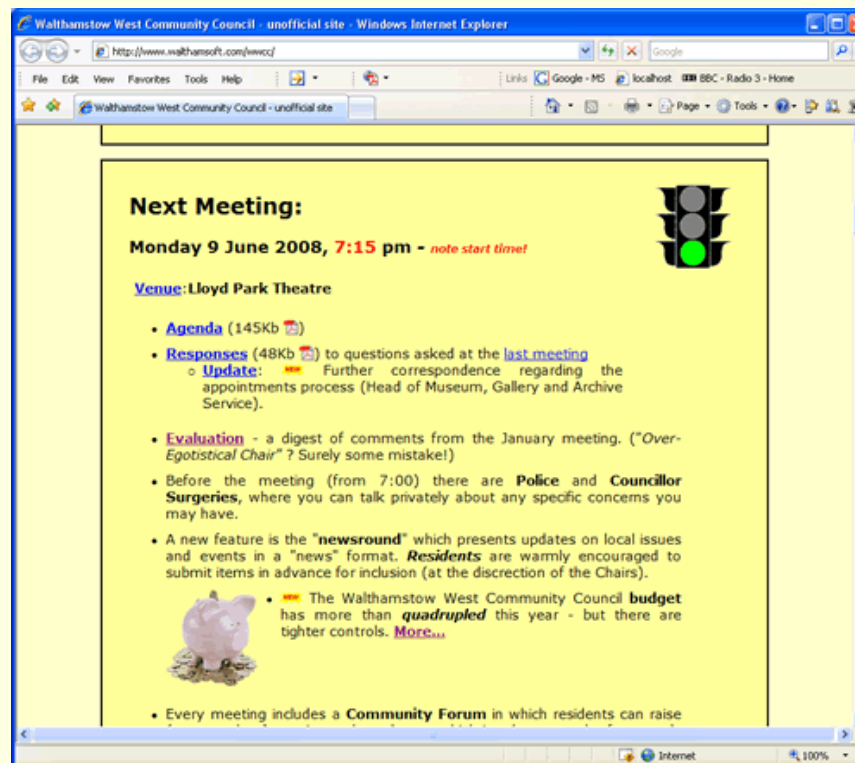 Walthamstow West Community Council - unofficial site - Windows Internet Explorer
http://www.walthamsoft.com/wwcc/
Google
File Edit View Favorites Tools Help
Links Google - MS localhost BBC - Radio 3 - Home
Walthamstow West Community Council - unofficial site
Page Tools
Next Meeting:
Monday 9 June 2008, 7:15 pm - note start time!
Venue:Lloyd Park Theatre
• Agenda (145Kb)
• Responses (48Kb) to questions asked at the last meeting
○ Update: NEW Further correspondence regarding the
appointments process (Head of Museum, Gallery and Archive
Service).
• Evaluation - a digest of comments from the January meeting. ("Over-
Egotistical Chair" ? Surely some mistake!)
• Before the meeting (from 7:00) there are Police and Councillor
Surgeries, where you can talk privately about any specific concerns you
may have.
• A new feature is the "newsround" which presents updates on local issues
and events in a "news" format. Residents are warmly encouraged to
submit items in advance for inclusion (at the discrection of the Chairs).
• NEW The Walthamstow West Community Council budget
has more than quadrupled this year - but there are
tighter controls. More...
• Every meeting includes a Community Forum in which residents can raise
Internet 100%